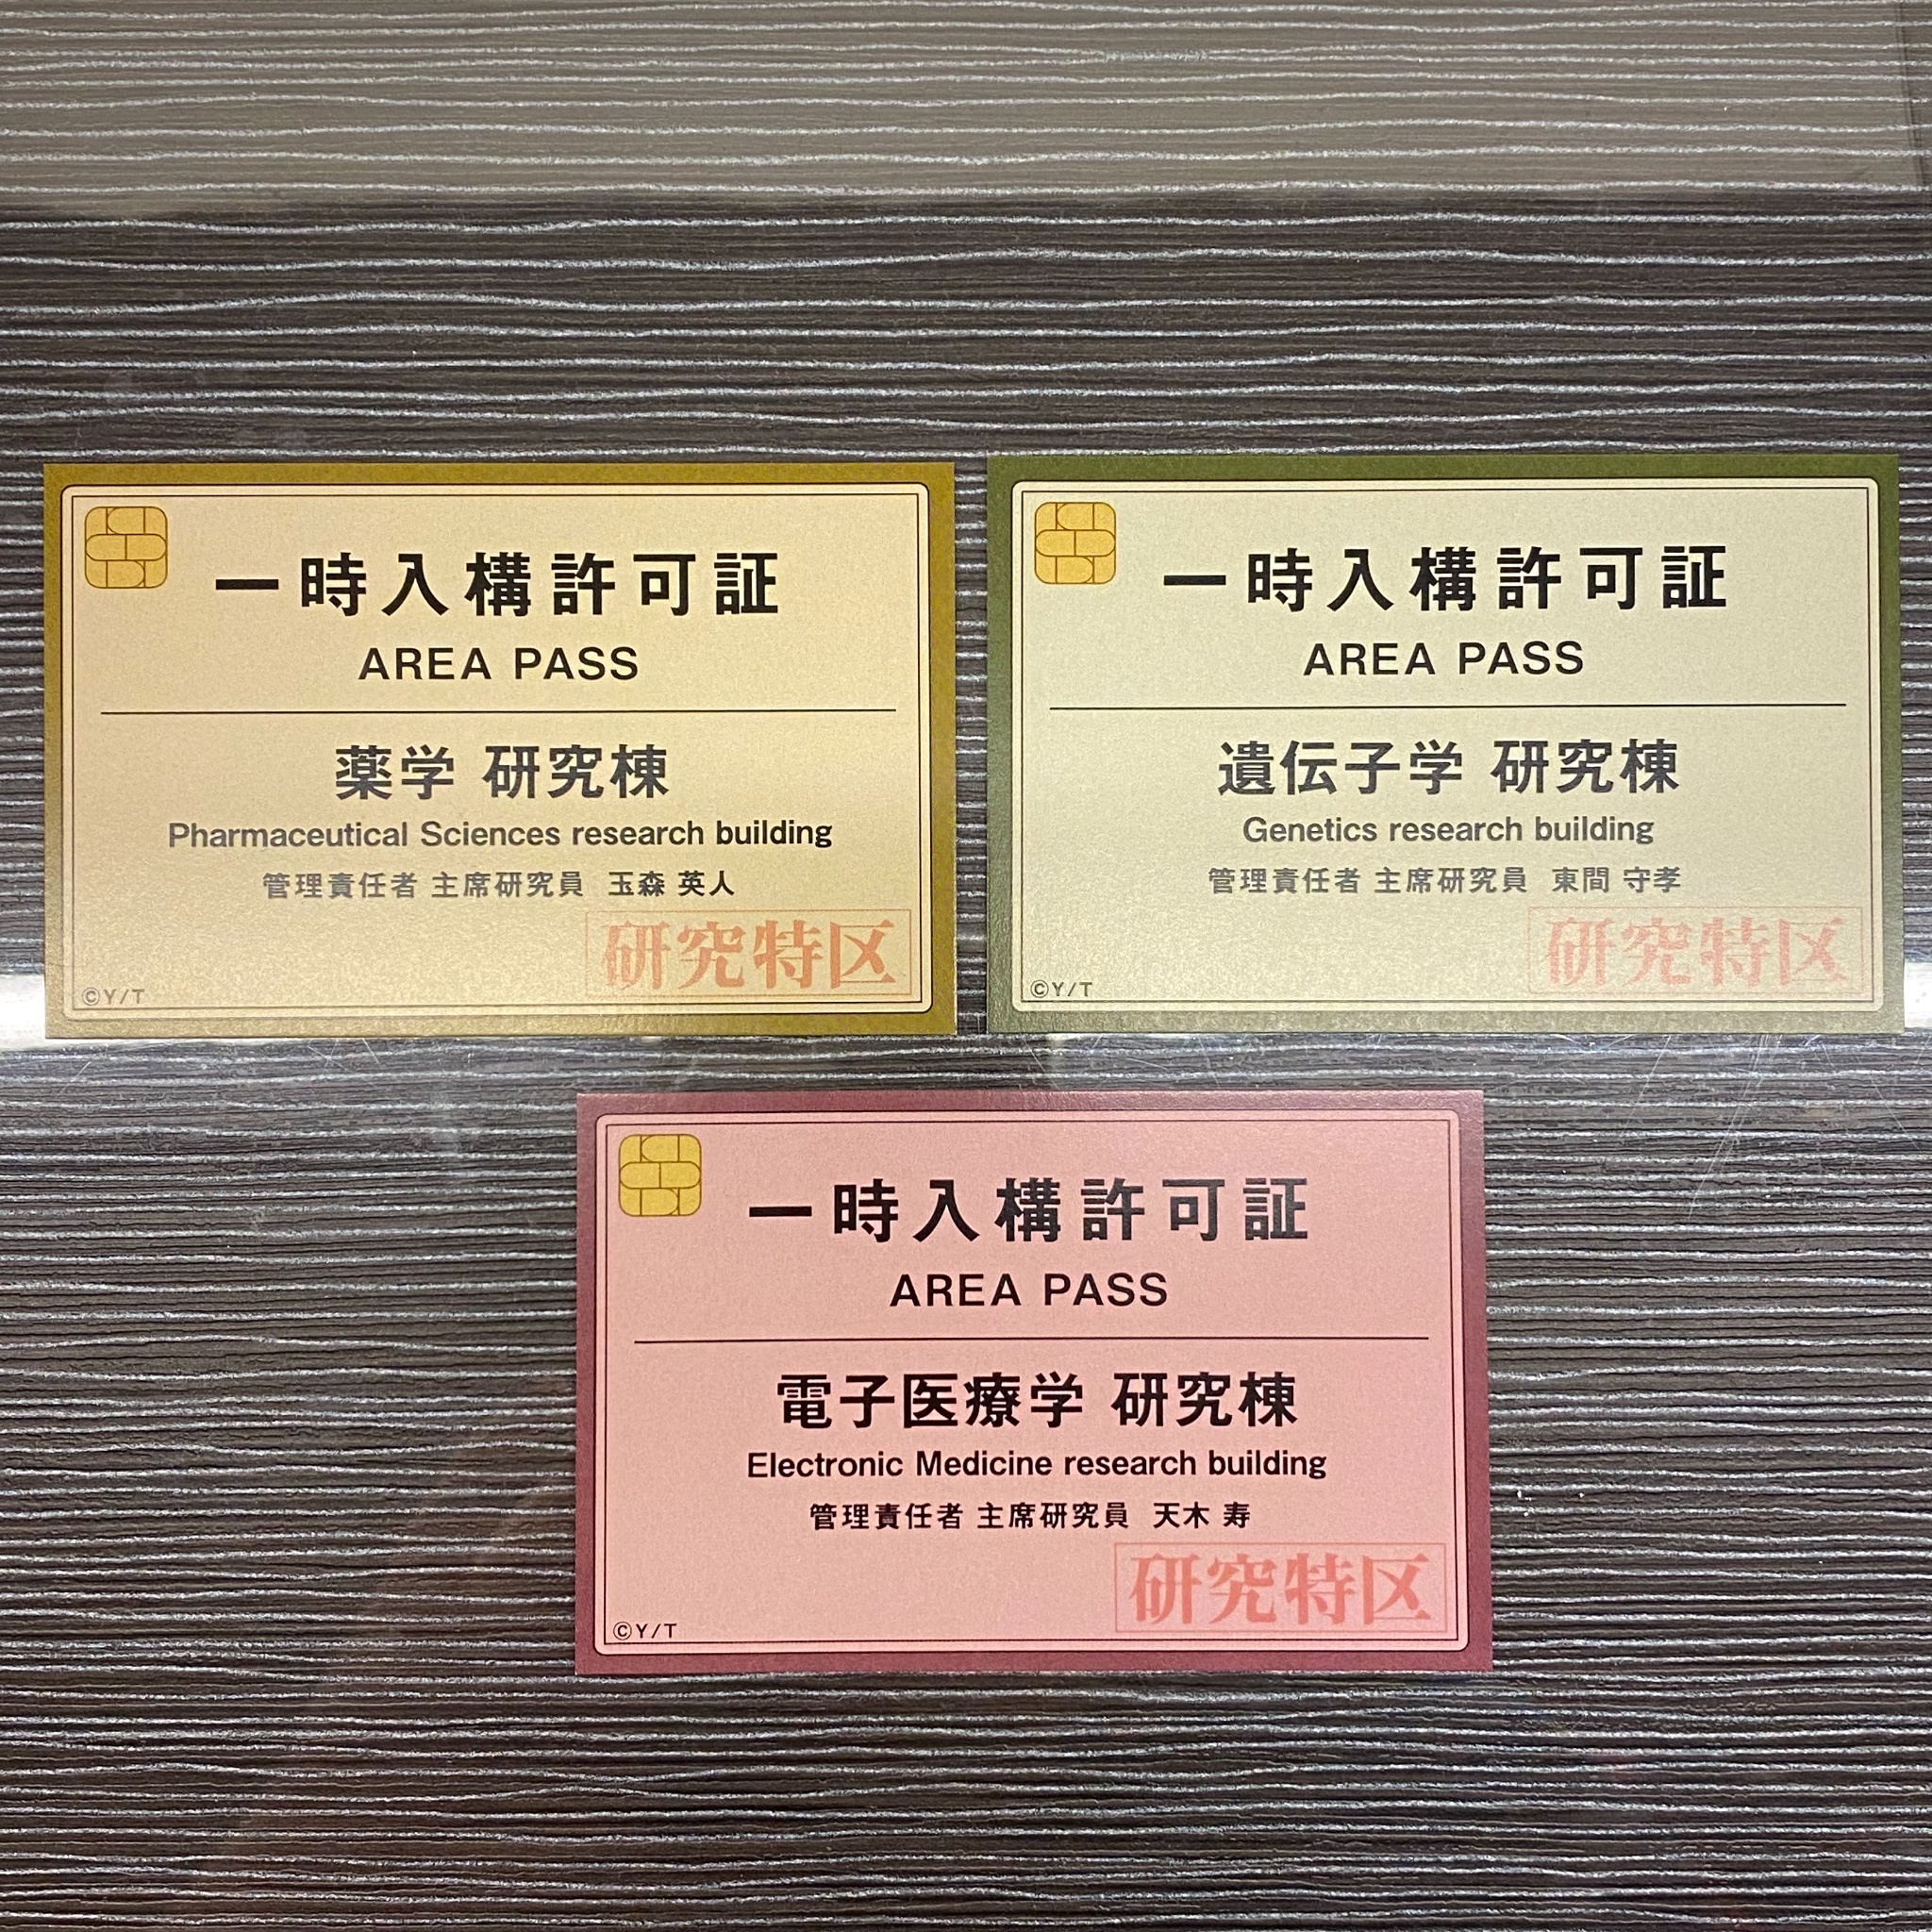 一時入構許可証
AREA PASS
薬学 研究棟
Pharmaceutical Sciences research building
管理責任者 主席研究員 玉森 英人
研究特区
©Y/T
一時入構許可証
AREA PASS
遺伝子学 研究棟
Genetics research building
管理責任者 主席研究員 東間 守孝
研究特区
©Y/T
一時入構許可証
AREA PASS
電子医療学 研究棟
Electronic Medicine research building
管理責任者 主席研究員 天木 寿
研究特区
©Y/T